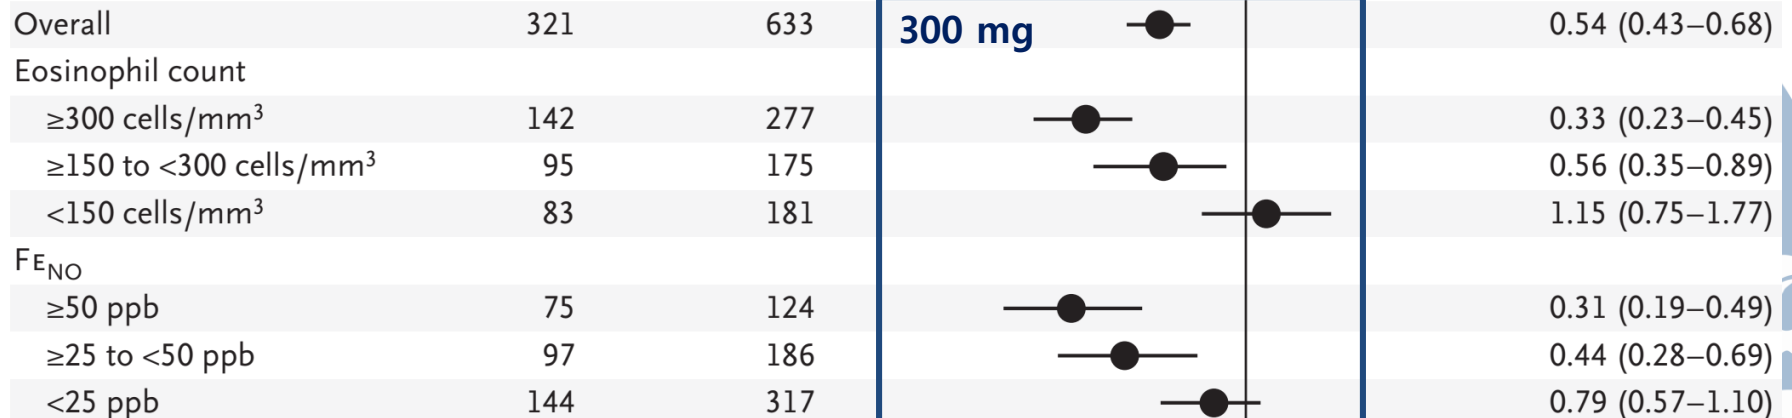 Overall 321 633 300 mg 0.54 (0.43–0.68)
Eosinophil count
≥300 cells/mm³ 142 277 0.33 (0.23–0.45)
≥150 to <300 cells/mm³ 95 175 0.56 (0.35–0.89)
<150 cells/mm³ 83 181 1.15 (0.75–1.77)
FENO
≥50 ppb 75 124 0.31 (0.19–0.49)
≥25 to <50 ppb 97 186 0.44 (0.28–0.69)
<25 ppb 144 317 0.79 (0.57–1.10)